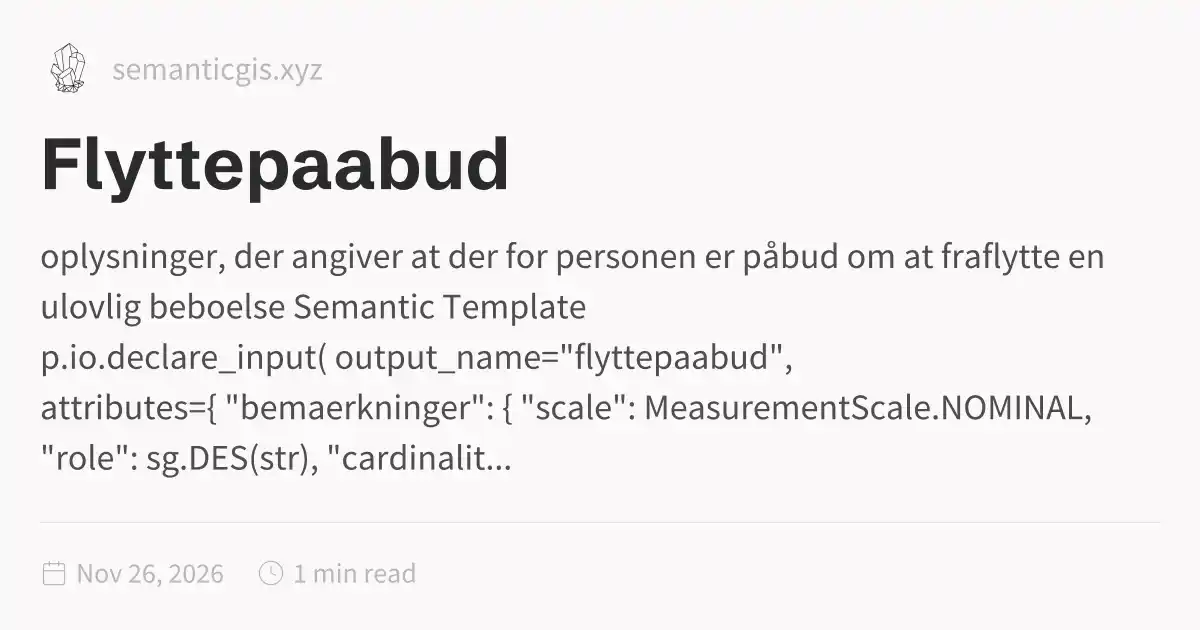 semanticgis.xyz
Flyttepaabud
oplysninger, der angiver at der for personen er påbud om at fraflytte en
ulovlig beboelse Semantic Template
p.io.declare_input( output_name="flyttepaabud",
attributes={ "bemaerkninger": { "scale": MeasurementScale.NOMINAL,
"role": sg.DES(str), "cardinalit...
Nov 26, 2026 1 min read